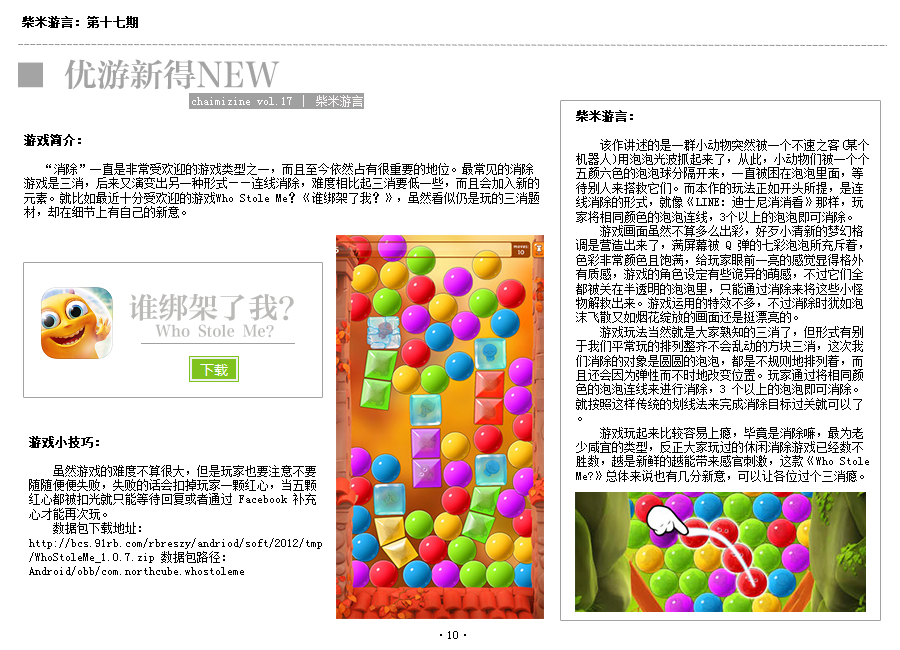 柴米游言：第十七期
优游新得NEW
chaimizine vol.17 | 柴米游言
游戏简介：
“消除”一直是非常受欢迎的游戏类型之一，而且至今依然占有很重要的地位。最常见的消除
游戏是三消，后来又演变出另一种形式——连线消除，难度相比起三消要低一些，而且会加入新的
元素。就比如最近十分受欢迎的游戏Who Stole Me?《谁绑架了我？》，虽然看似仍是玩的三消题
材，却在细节上有自己的新意。
谁绑架了我?
Who Stole Me?
下载
游戏小技巧：
虽然游戏的难度不算很大，但是玩家也要注意不要
随随便便失败，失败的话会扣掉玩家一颗红心，当五颗
红心都被扣光就只能等待回复或者通过 Facebook 补充
心才能再次玩。
数据包下载地址：
http://bcs.91rb.com/rbreszy/andriod/soft/2012/tmp
/WhoStoleMe_1.0.7.zip 数据包路径：
Android/obb/com.northcube.whostoleme
moves
10
柴米游言：
该作讲述的是一群小动物突然被一个不速之客(某个
机器人)用泡泡光波抓起来了，从此，小动物们被一个个
五颜六色的泡泡球分隔开来，一直被困在泡泡里面，等
待别人来搭救它们。而本作的玩法正如开头所提，是连
线消除的形式，就像《LINE：迪士尼消消看》那样，玩
家将相同颜色的泡泡连线，3个以上的泡泡即可消除。
游戏画面虽然不算多么出彩，好歹小清新的梦幻格
调是营造出来了，满屏幕被 Q 弹的七彩泡泡所充斥着，
色彩非常颜色且饱满，给玩家眼前一亮的感觉显得格外
有质感，游戏的角色设定有些诡异的萌感，不过它们全
都被关在半透明的泡泡里，只能通过消除来将这些小怪
物解救出来。游戏运用的特效不多，不过消除时犹如泡
沫飞散又如烟花绽放的画面还是挺漂亮的。
游戏玩法当然就是大家熟知的三消了，但形式有别
于我们平常玩的排列整齐不会乱动的方块三消，这次我
们消除的对象是圆圆的泡泡，都是不规则地排列着，而
且还会因为弹性而不时地改变位置。玩家通过将相同颜
色的泡泡连线来进行消除，3 个以上的泡泡即可消除。
就按照这样传统的划线法来完成消除目标过关就可以了
。
游戏玩起来比较容易上瘾，毕竟是消除嘛，最为老
少咸宜的类型，反正大家玩过的休闲消除游戏已经数不
胜数，越是新鲜的越能带来感官刺激，这款《Who Stole
Me?》总体来说也有几分新意，可以让各位过个三消瘾。
·10·